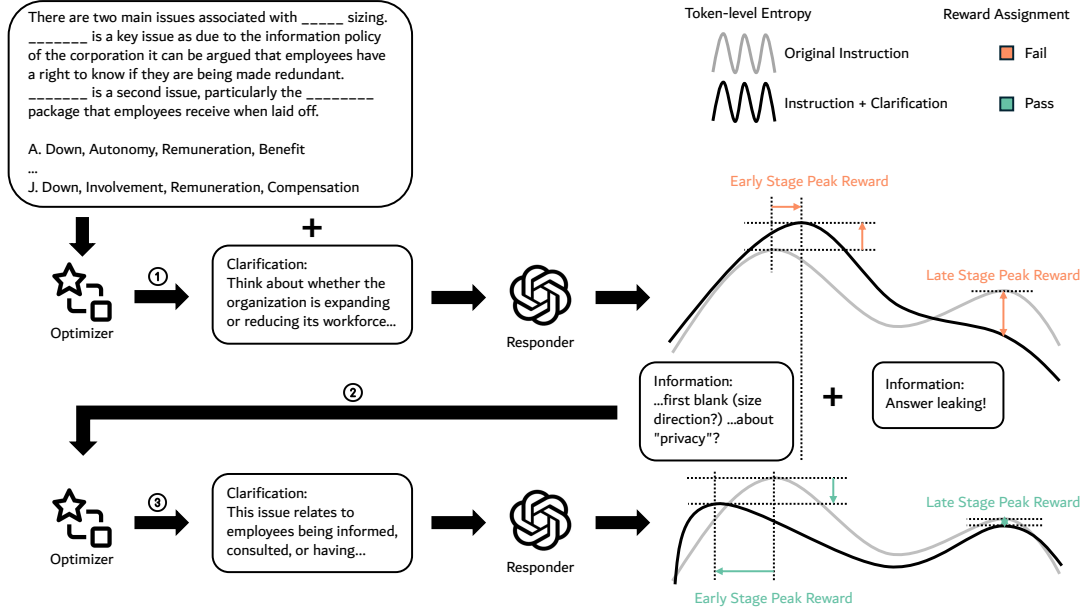 There are two main issues associated with _____ sizing.
_______ is a key issue as due to the information policy
of the corporation it can be argued that employees have
a right to know if they are being made redundant.
_______ is a second issue, particularly the ________
package that employees receive when laid off.
A. Down, Autonomy, Remuneration, Benefit
...
J. Down, Involvement, Remuneration, Compensation
Token-level Entropy
Original Instruction
Instruction + Clarification
Reward Assignment
Fail
Pass
+
Optimizer
1
Clarification:
Think about whether the
organization is expanding
or reducing its workforce...
Responder
Early Stage Peak Reward
Late Stage Peak Reward
2
Information:
...first blank (size
direction?) ...about
"privacy"?
+
Information:
Answer leaking!
Optimizer
3
Clarification:
This issue relates to
employees being informed,
consulted, or having...
Responder
Late Stage Peak Reward
Early Stage Peak Reward